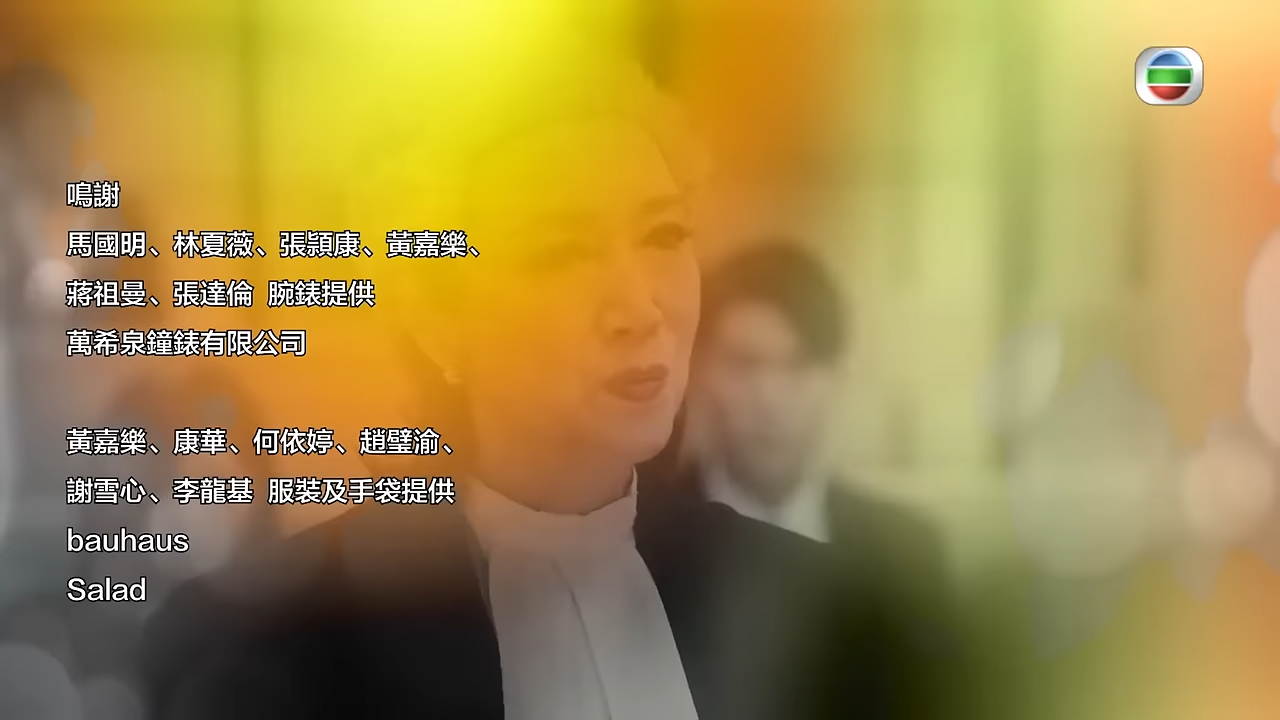 鳴謝
馬國明、林夏薇、張頴康、黃嘉樂、
蔣祖曼、張達倫 腕錶提供
萬希泉鐘錶有限公司
黃嘉樂、康華、何依婷、趙璧渝、
謝雪心、李龍基 服裝及手袋提供
bauhaus
Salad